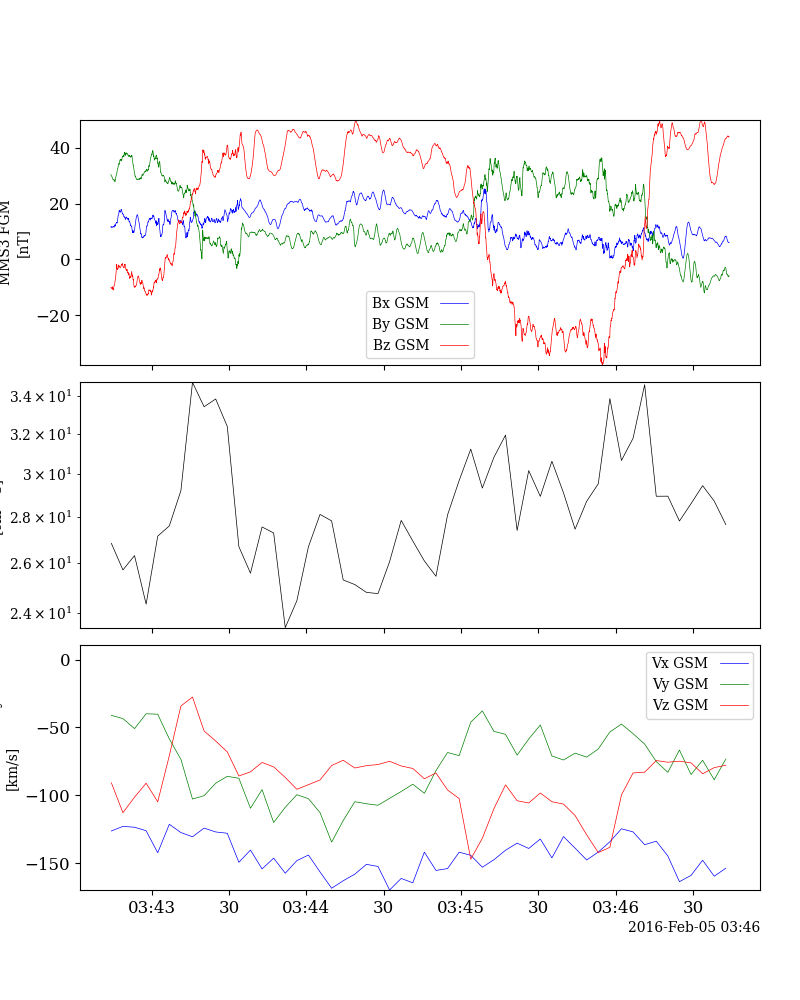 MMS3 FGM
[nT]
40
20
0
−20
Bx GSM
By GSM
Bz GSM
3.4 × 10¹
3.2 × 10¹
3 × 10¹
2.8 × 10¹
2.6 × 10¹
2.4 × 10¹
[km/s]
0
−50
−100
−150
Vx GSM
Vy GSM
Vz GSM
03:43 30 03:44 30 03:45 30 03:46 30
2016-Feb-05 03:46